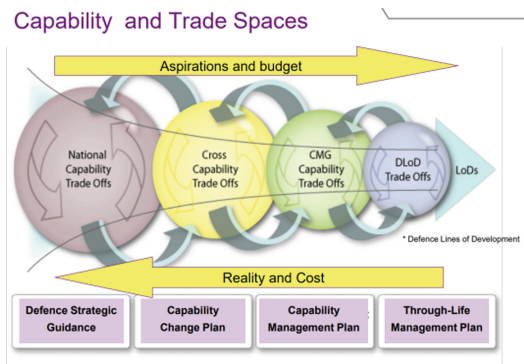 Capability and Trade Spaces
Aspirations and budget
National
Capability
Trade Offs
Cross
Capability
Trade Offs
CMG
Capability
Trade Offs
DLoD
Trade Offs
LoDs
* Defence Lines of Development
Reality and Cost
Defence Strategic
Guidance
Capability
Change Plan
Capability
Management Plan
Through-Life
Management Plan